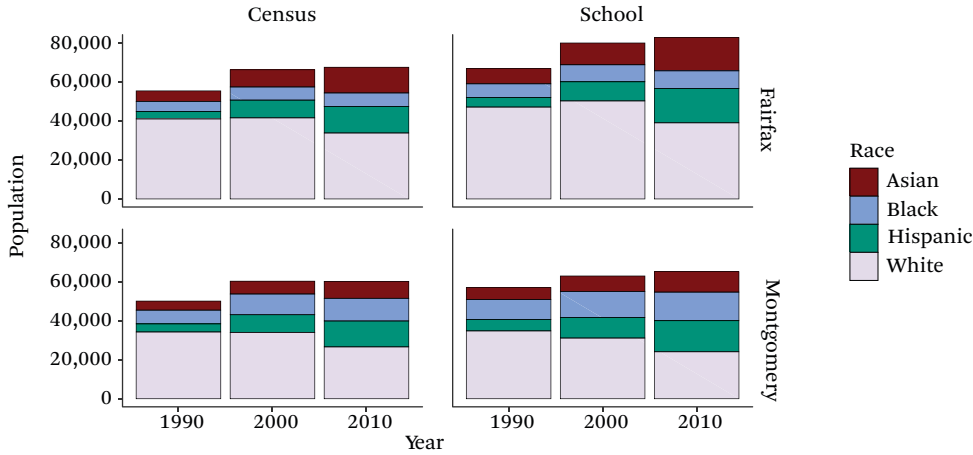 Census School
80,000
60,000
40,000
20,000
0
Fairfax
Population
80,000
60,000
40,000
20,000
0
Montgomery
1990 2000 2010 1990 2000 2010
Year
Race
Asian
Black
Hispanic
White